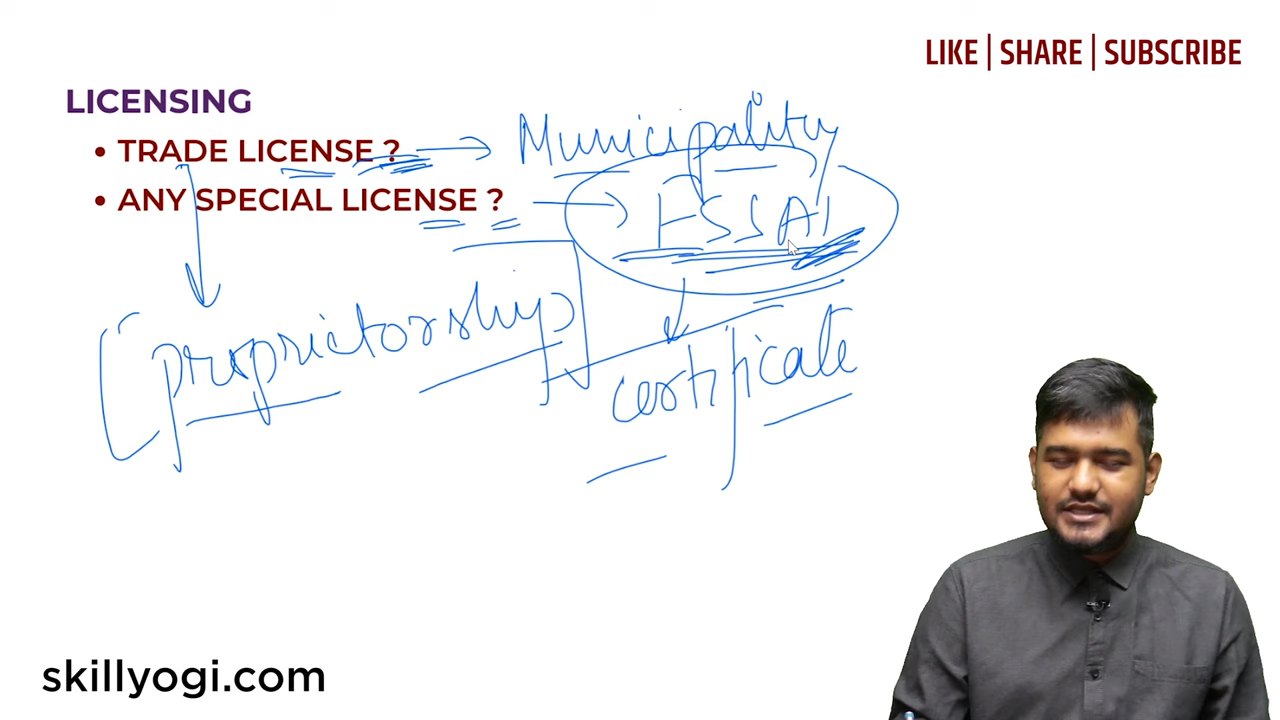 LIKE | SHARE | SUBSCRIBE
LICENSING
• TRADE LICENSE ? → Municipality
• ANY SPECIAL LICENSE ? → FSSAI
proprietorship
certificate
skillyogi.com